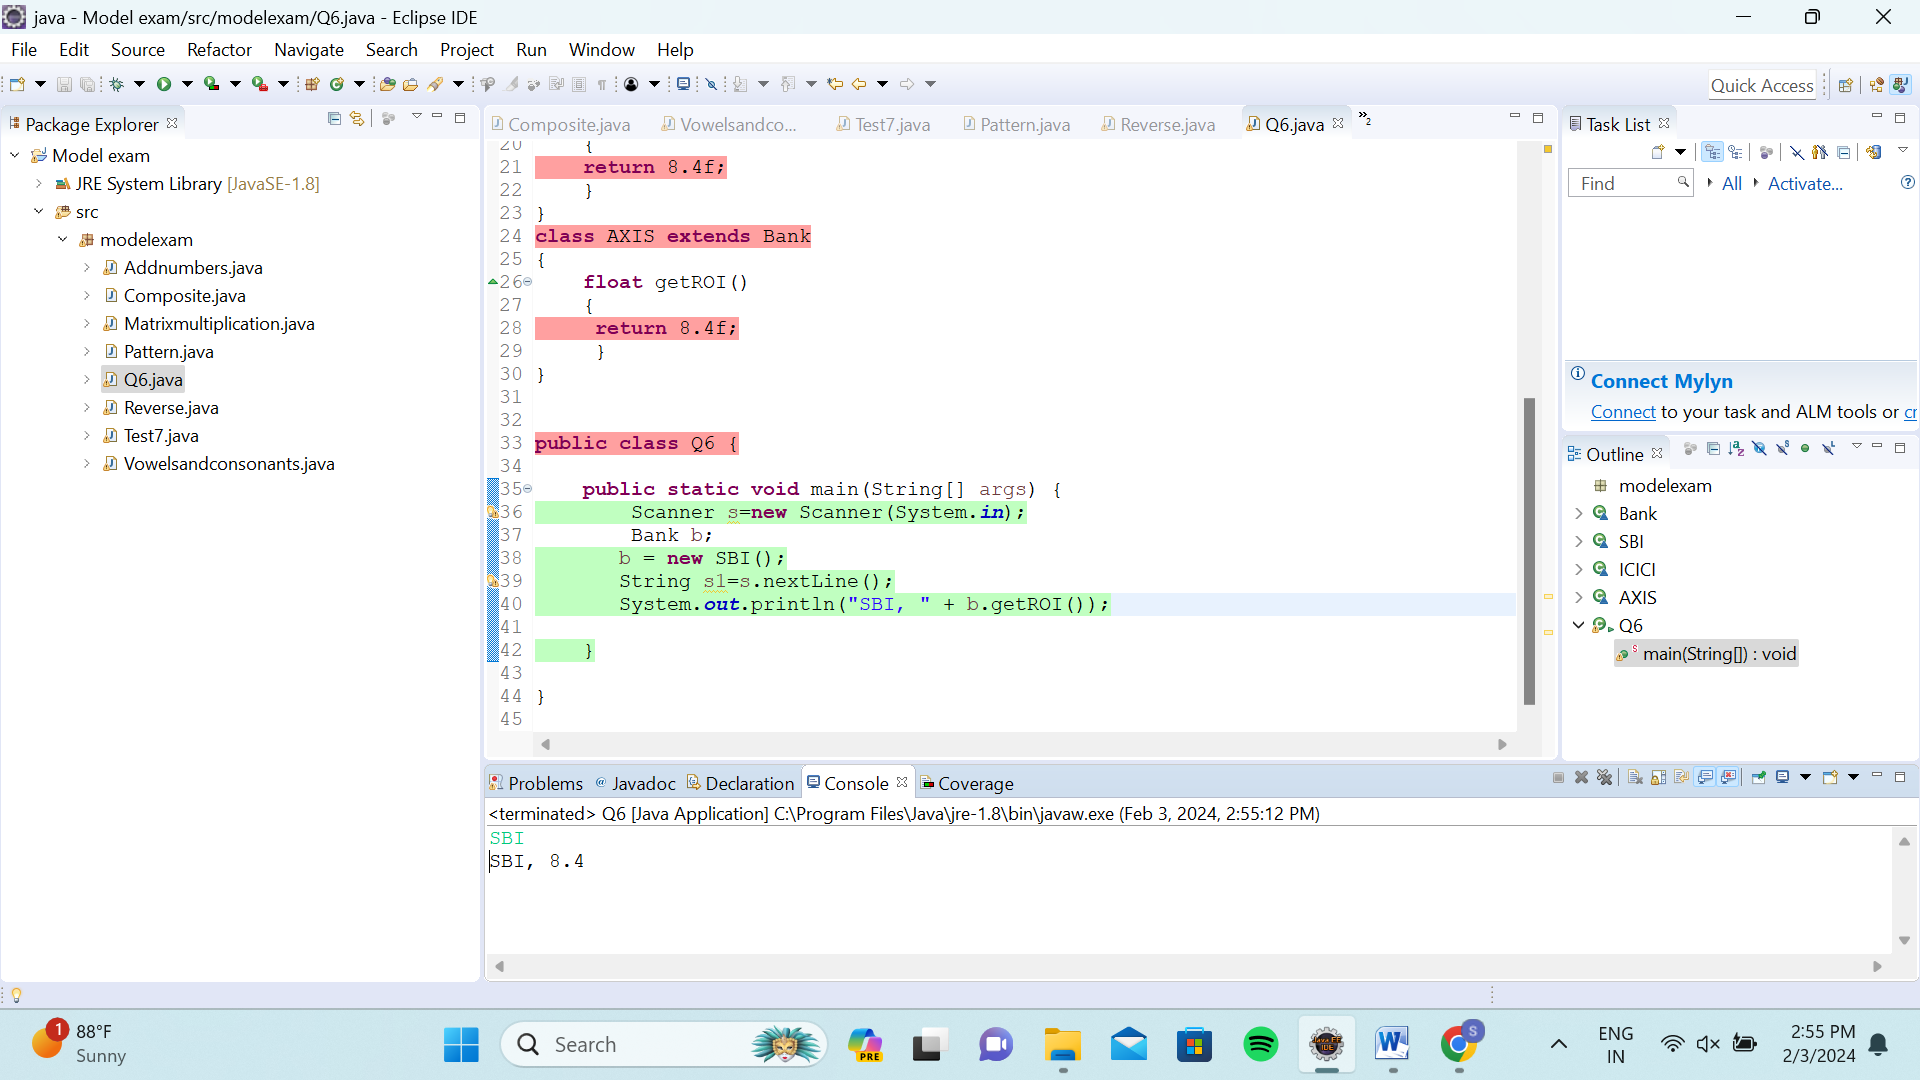 java - Model exam/src/modelexam/Q6.java - Eclipse IDE
File Edit Source Refactor Navigate Search Project Run Window Help
Quick Access
Package Explorer
Model exam
JRE System Library [JavaSE-1.8]
src
modelexam
Addnumbers.java
Composite.java
Matrixmultiplication.java
Pattern.java
Q6.java
Reverse.java
Test7.java
Vowelsandconsonants.java
Composite.java Vowelsandco... Test7.java Pattern.java Reverse.java Q6.java »2
20 {
21 return 8.4f;
22 }
23 }
24 class AXIS extends Bank
25 {
26 float getROI()
27 {
28 return 8.4f;
29 }
30 }
31
32
33 public class Q6 {
34
35 public static void main(String[] args) {
36 Scanner s=new Scanner(System.in);
37 Bank b;
38 b = new SBI();
39 String s1=s.nextLine();
40 System.out.println("SBI, " + b.getROI());
41
42 }
43
44 }
45
Task List
Find All Activate...
Connect Mylyn
Connect to your task and ALM tools or cr
Outline
modelexam
Bank
SBI
ICICI
AXIS
Q6
main(String[]) : void
Problems Javadoc Declaration Console Coverage
<terminated> Q6 [Java Application] C:\Program Files\Java\jre-1.8\bin\javaw.exe (Feb 3, 2024, 2:55:12 PM)
SBI
SBI, 8.4
1
88°F
Sunny
Search
PRE
S
ENG
IN
2:55 PM
2/3/2024